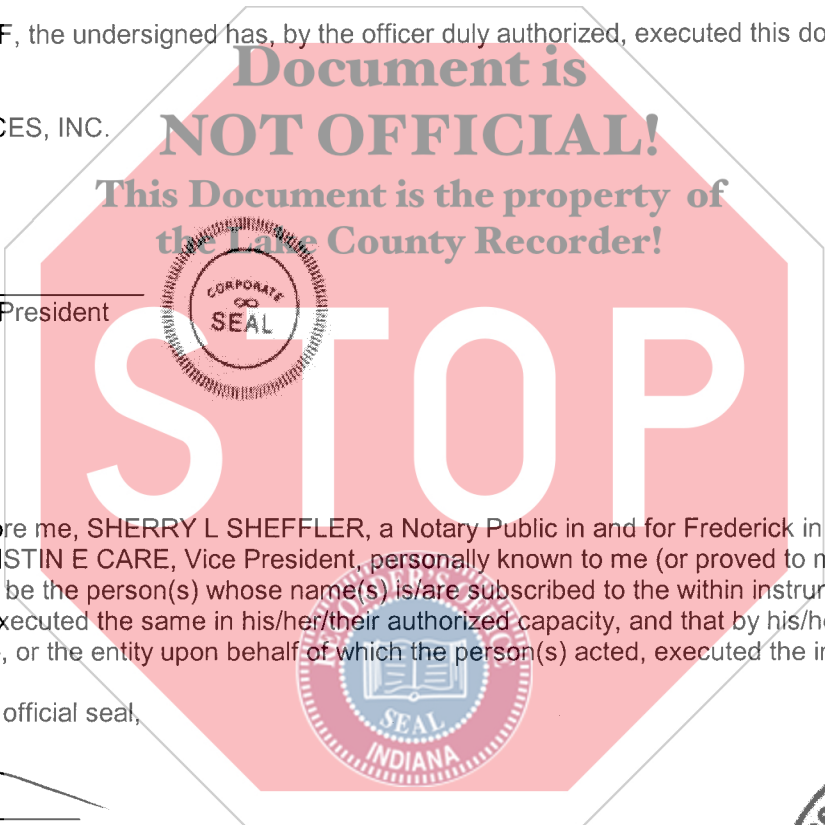 F, the undersigned has, by the officer duly authorized, executed this do
Document is
CES, INC.
NOT OFFICIAL!
This Document is the property of
the Lake County Recorder!
CORPORATE
SEAL
President
STOP
ore me, SHERRY L SHEFFLER, a Notary Public in and for Frederick in
ISTIN E CARE, Vice President, personally known to me (or proved to m
be the person(s) whose name(s) is/are subscribed to the within instru
xecuted the same in his/her/their authorized capacity, and that by his/h
, or the entity upon behalf of which the person(s) acted, executed the i
RECORDER'S OFFICE
SEAL
INDIANA
official seal,